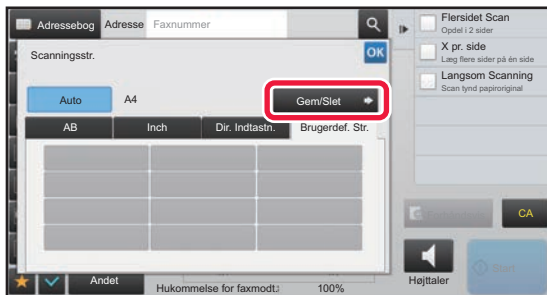 Adressebog Adresse Faxnummer
Flersidet Scan
Opdel i 2 sider
X pr. side
Læg flere sider på én side
Langsom Scanning
Scan tynd papiroriginal
Scanningsstr.
OK
Auto A4 Gem/Slet
AB Inch Dir. Indtastn. Brugerdef. Str.
CA
Start
Højttaler
Andet
Hukommelse for faxmodt.: 100%